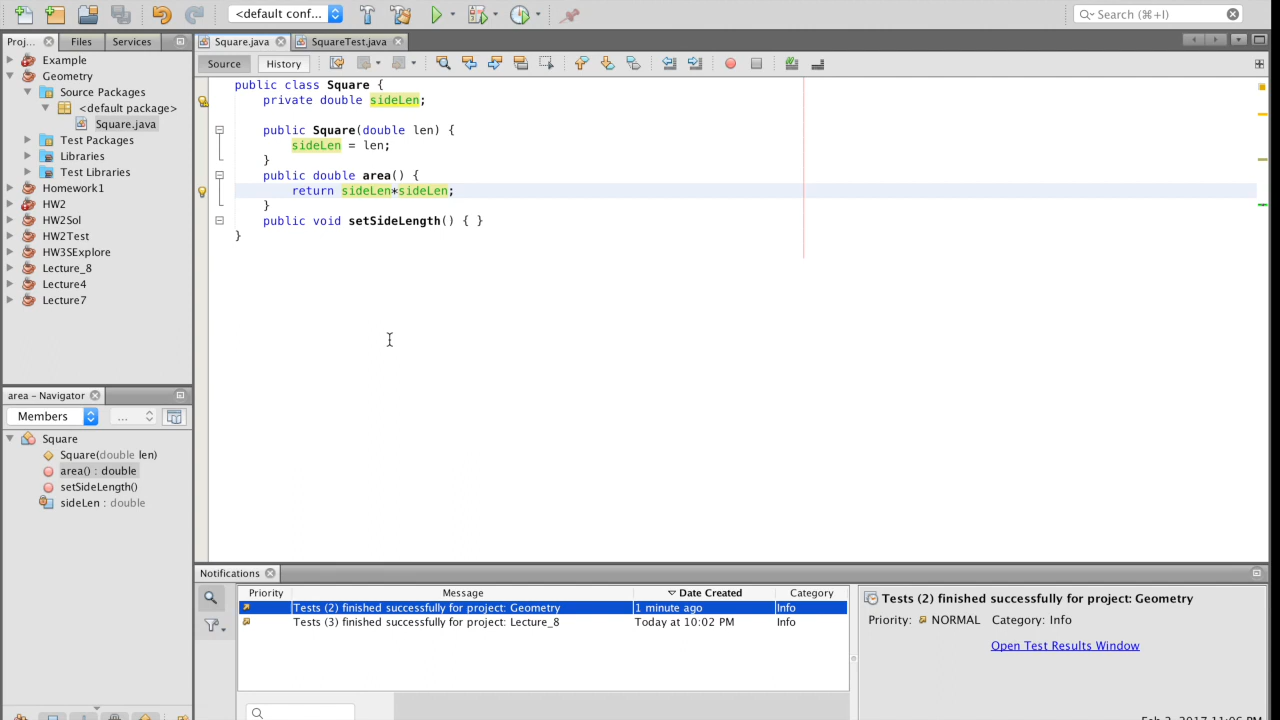 <default conf...
Search (⌘+I)
Proj...
Files
Services
Square.java
SquareTest.java
Source
History
Example
Geometry
Source Packages
<default package>
Square.java
Test Packages
Libraries
Test Libraries
Homework1
HW2
HW2Sol
HW2Test
HW3SExplore
Lecture_8
Lecture4
Lecture7
public class Square {
private double sideLen;
public Square(double len) {
sideLen = len;
}
public double area() {
return sideLen*sideLen;
}
public void setSideLength() { }
}
area – Navigator
Members
...
Square
Square(double len)
area() : double
setSideLength()
sideLen : double
Notifications
Priority Message Date Created Category
Tests (2) finished successfully for project: Geometry 1 minute ago Info
Tests (3) finished successfully for project: Lecture_8 Today at 10:02 PM Info
Tests (2) finished successfully for project: Geometry
Priority: NORMAL Category: Info
Open Test Results Window